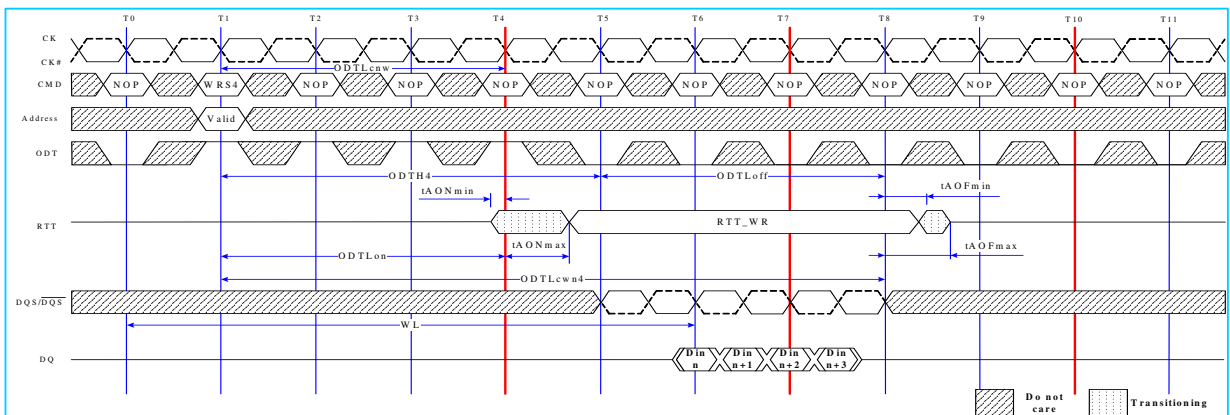 T0 T1 T2 T3 T4 T5 T6 T7 T8 T9 T10 T11
CK
CK#
ODTLcnw
CMD NOP WRS4 NOP NOP NOP NOP NOP NOP NOP NOP NOP NOP
Address Valid
ODT
ODTH4 ODTLoff
tAONmin tAOFmin
RTT RTT_WR
tAONmax tAOFmax
ODTLon
ODTLcwn4
DQS/DQS
WL
DQ Din n Din n+1 Din n+2 Din n+3
Do not care
Transitioning